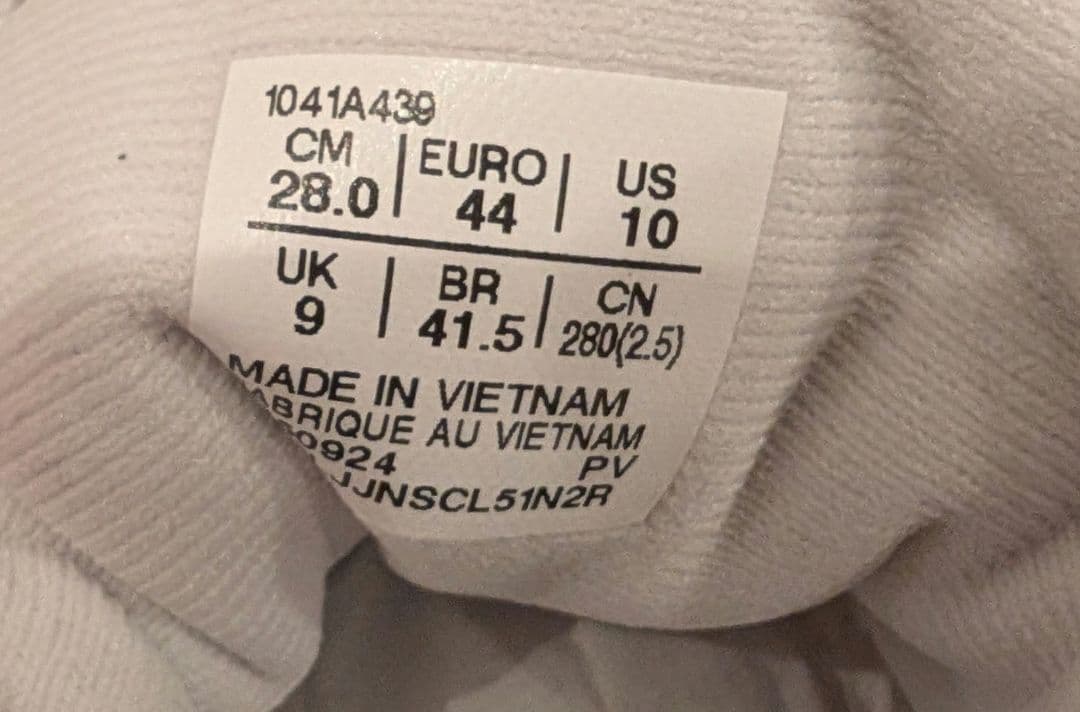 1041A439
CM | EURO | US
28.0 | 44 | 10
UK | BR | CN
9 | 41.5 | 280(2.5)
MADE IN VIETNAM
ABRIQUE AU VIETNAM
0924 PV
JJNSCL51N2R